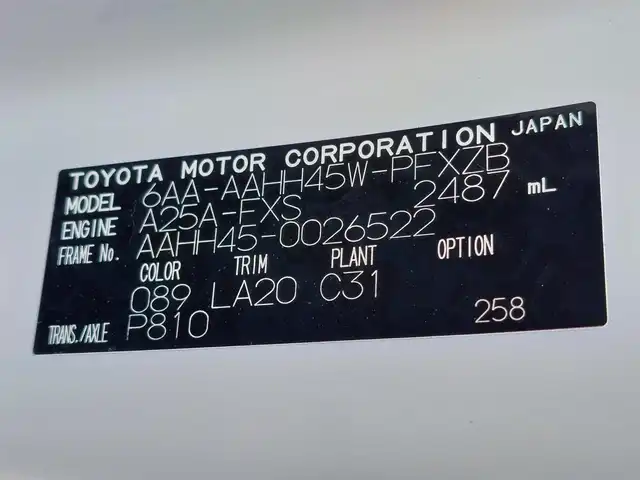 TOYOTA MOTOR CORPORATION JAPAN
MODEL 6AA-AAHH45W-PFXZB
ENGINE A25A-FXS 2487 mL
FRAME No. AAHH45-0026522
COLOR TRIM PLANT OPTION
089 LA20 C31
TRANS./AXLE P810 258